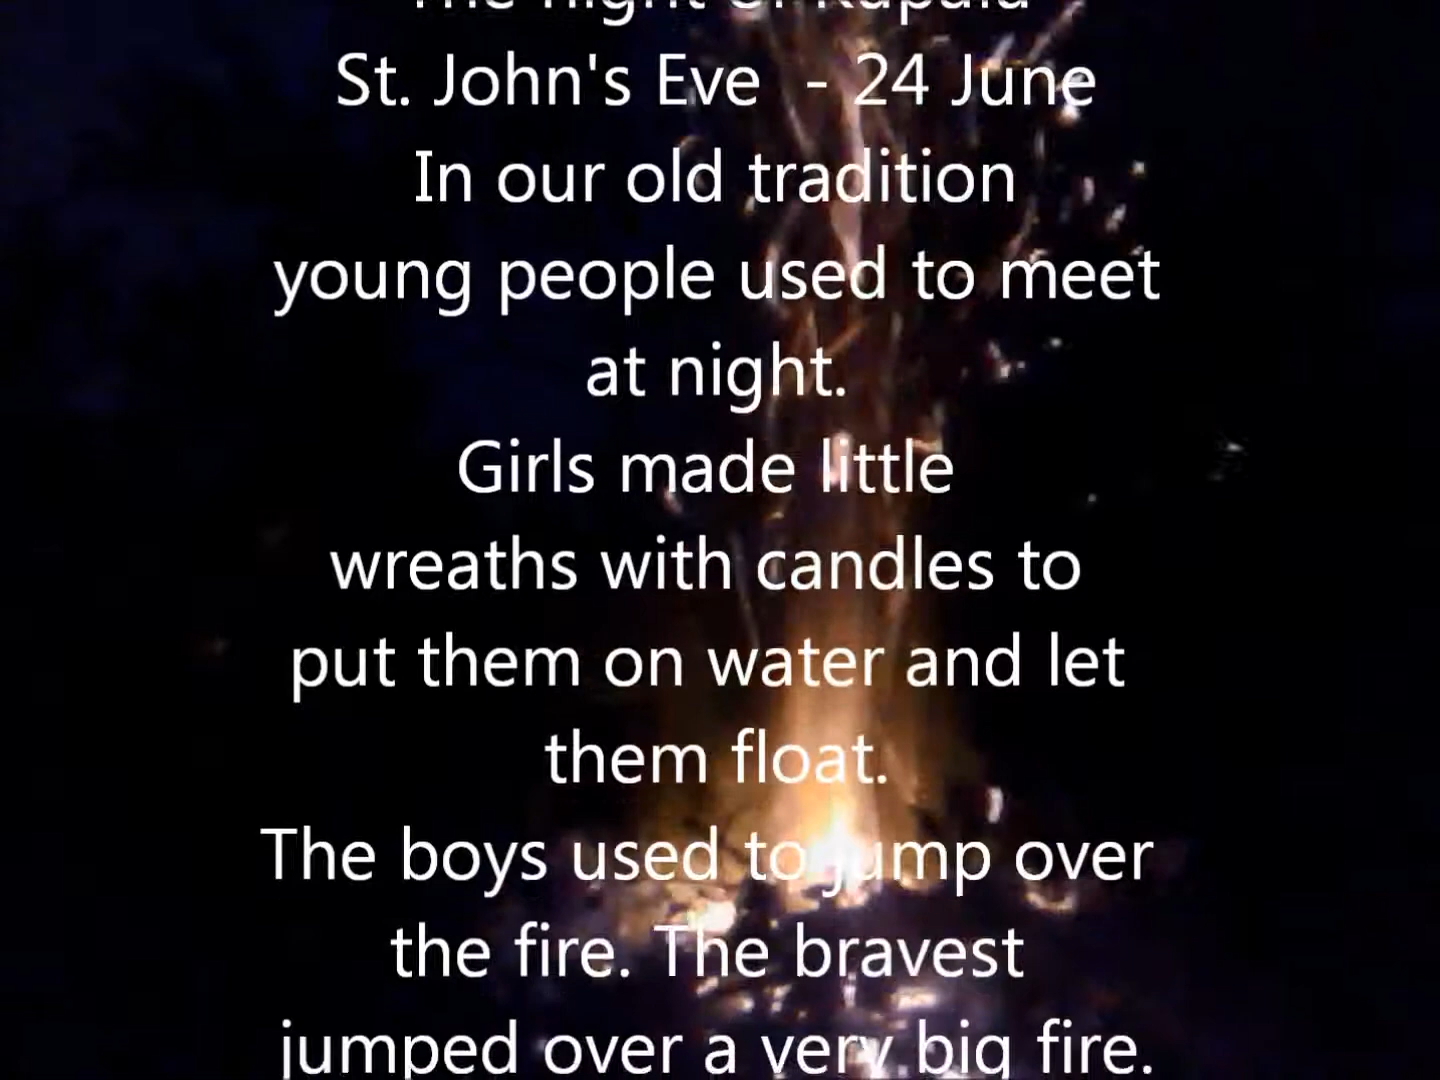 The night of Kupala
St. John's Eve - 24 June
In our old tradition
young people used to meet
at night.
Girls made little
wreaths with candles to
put them on water and let
them float.
The boys used to jump over
the fire. The bravest
jumped over a very big fire.